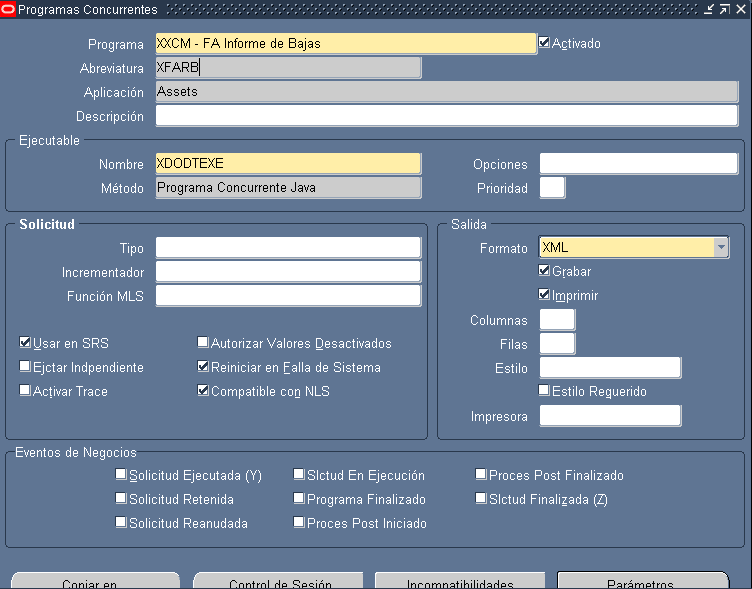 Programas Concurrentes
Programa XXCM - FA Informe de Bajas Activado
Abreviatura XFARB
Aplicación Assets
Descripción
Ejecutable
Nombre XDODTEXE Opciones
Método Programa Concurrente Java Prioridad
Solicitud Salida
Tipo Formato XML
Incrementador Grabar
Función MLS Imprimir
Columnas
Usar en SRS Autorizar Valores Desactivados Filas
Ejctar Indpendiente Reiniciar en Falla de Sistema Estilo
Activar Trace Compatible con NLS Estilo Requerido
Impresora
Eventos de Negocios
Solicitud Ejecutada (Y) Slctud En Ejecución Proces Post Finalizado
Solicitud Retenida Programa Finalizado Slctud Finalizada (Z)
Solicitud Reanudada Proces Post Iniciado
Copiar en Control de Sesión Incompatibilidades Parámetros